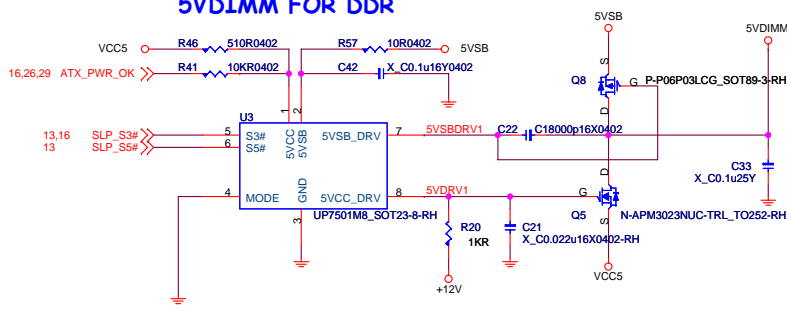 5VDIMM FOR DDR
5VSB
5VDIMM
VCC5 R46 510R0402 R57 10R0402 5VSB
16,26,29 ATX_PWR_OK R41 10KR0402 C42 X_C0.1u16Y0402
Q8 S G D P-P06P03LCG_SOT89-3-RH
U3 1 2
13,16 SLP_S3# 5 S3# 5VCC 5VSB 5VSB_DRV 7 5VSBDRV1 C22 C18000p16X0402
13 SLP_S5# 6 S5#
C33
X_C0.1u25Y
4 MODE GND 5VCC_DRV 8 5VDRV1 G D S
UP7501M8_SOT23-8-RH Q5 N-APM3023NUC-TRL_TO252-RH
3
R20 C21
1KR X_C0.022u16X0402-RH
VCC5
+12V